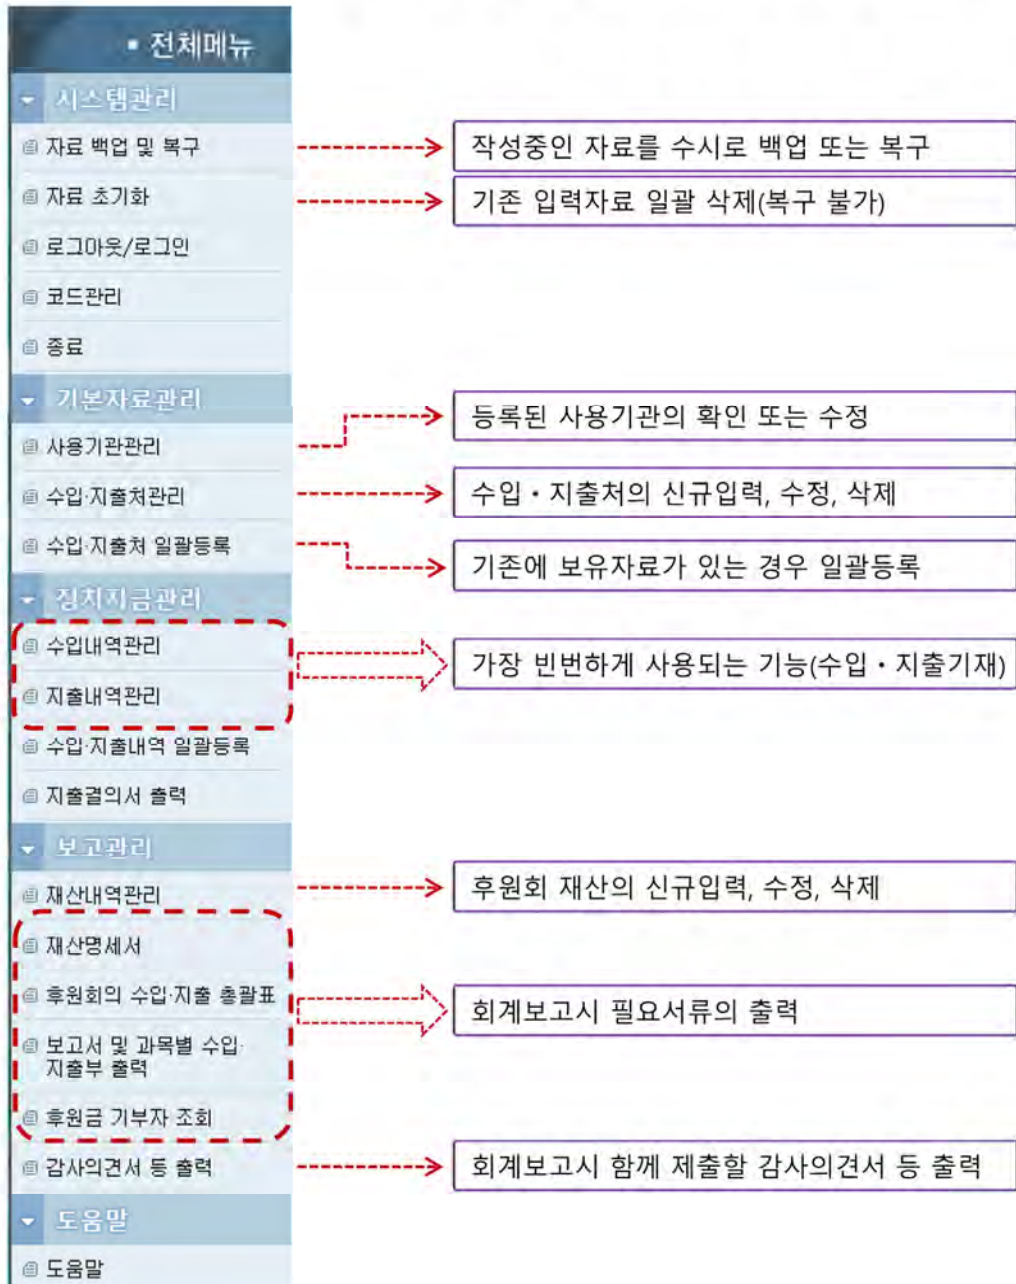 ▪ 전체메뉴
시스템관리
자료 백업 및 복구
작성중인 자료를 수시로 백업 또는 복구
자료 초기화
기존 입력자료 일괄 삭제(복구 불가)
로그아웃/로그인
코드관리
종료
기본자료관리
사용기관관리
등록된 사용기관의 확인 또는 수정
수입·지출처관리
수입・지출처의 신규입력, 수정, 삭제
수입·지출처 일괄등록
기존에 보유자료가 있는 경우 일괄등록
정치자금관리
수입내역관리
지출내역관리
가장 빈번하게 사용되는 기능(수입・지출기재)
수입·지출내역 일괄등록
지출결의서 출력
보고관리
재산내역관리
후원회 재산의 신규입력, 수정, 삭제
재산명세서
후원회의 수입·지출 총괄표
보고서 및 과목별 수입·
지출부 출력
후원금 기부자 조회
회계보고시 필요서류의 출력
감사의견서 등 출력
회계보고시 함께 제출할 감사의견서 등 출력
도움말
도움말